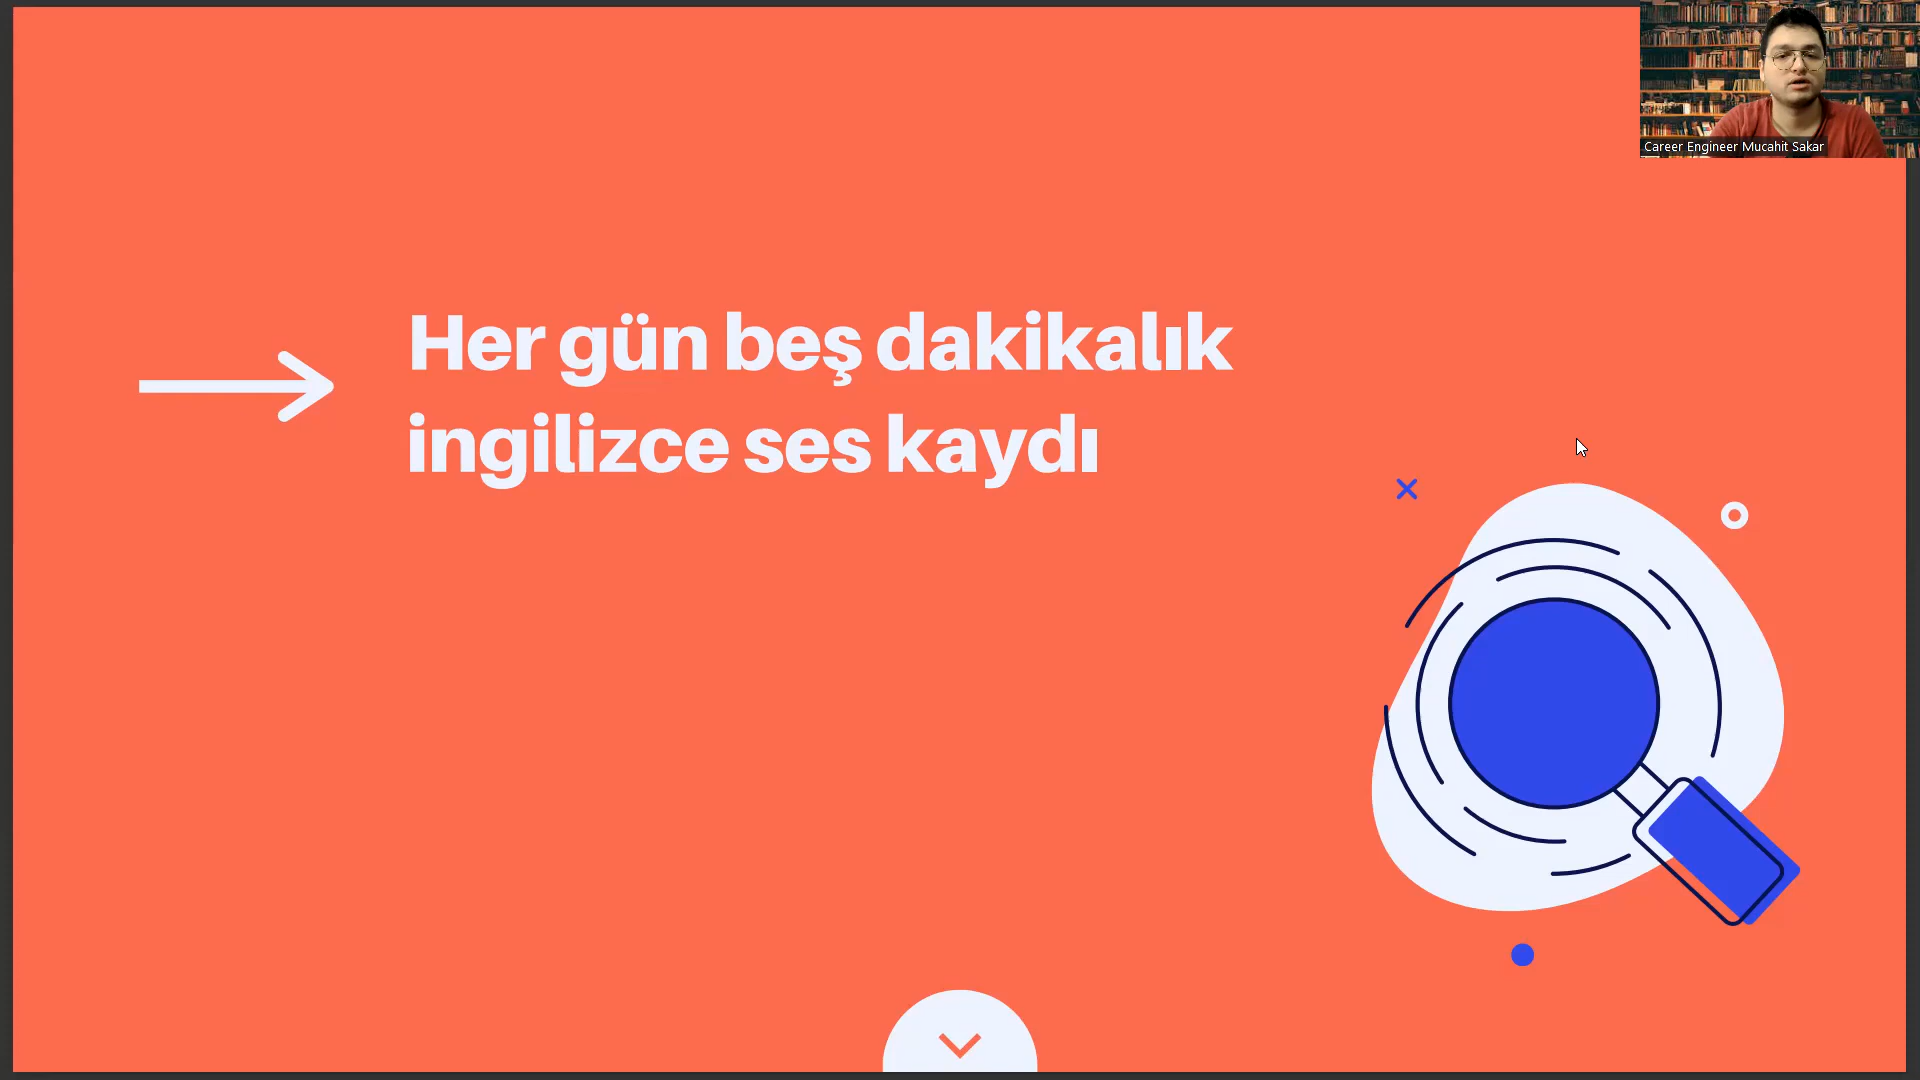 Career Engineer Mucahit Sakar
Her gün beş dakikalık
ingilizce ses kaydı